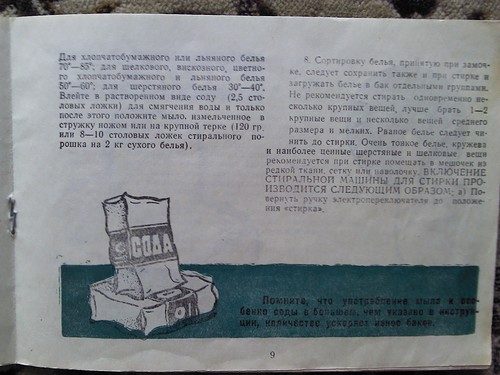 Для хлопчатобумажного или льняного белья
70°—85°; для шелкового, вискозного, цветно-
го хлопчатобумажного и льняного белья
50°—60°; для шерстяного белья 30°—40°.
Влейте в растворенном виде соду (2,5 сто-
ловых ложки) для смягчения воды и только
после этого положите мыло, измельченное в
стружку ножом или на крупной терке (120 гр
или 8—10 столовых ложек стирального по-
рошка на 2 кг сухого белья).
8. Сортировку белья, принятую при замоч-
ке, следует сохранить также и при стирке и
загружать белье в бак отдельными группами.
Не рекомендуется стирать одновременно не-
сколько крупных вещей, лучше брать 1—2
крупные вещи и несколько вещей среднего
размера и мелких. Рваное белье следует чи-
нить до стирки. Очень тонкое белье, кружева
и наиболее ценные шерстяные и шелковые вещи
рекомендуется при стирке помещать в мешочек из
редкой ткани, сетку или наволочку. ВКЛЮЧЕНИЕ
СТИРАЛЬНОЙ МАШИНЫ ДЛЯ СТИРКИ ПРО-
ИЗВОДИТСЯ СЛЕДУЮЩИМ ОБРАЗОМ: а) По-
вернуть ручку электропереключателя до положе-
ния «стирка».
СОДА
Помните, что употребление мыла и осо-
бенно соды в большем, чем указано в инструк-
ции, количестве ускоряет износ баков.
9